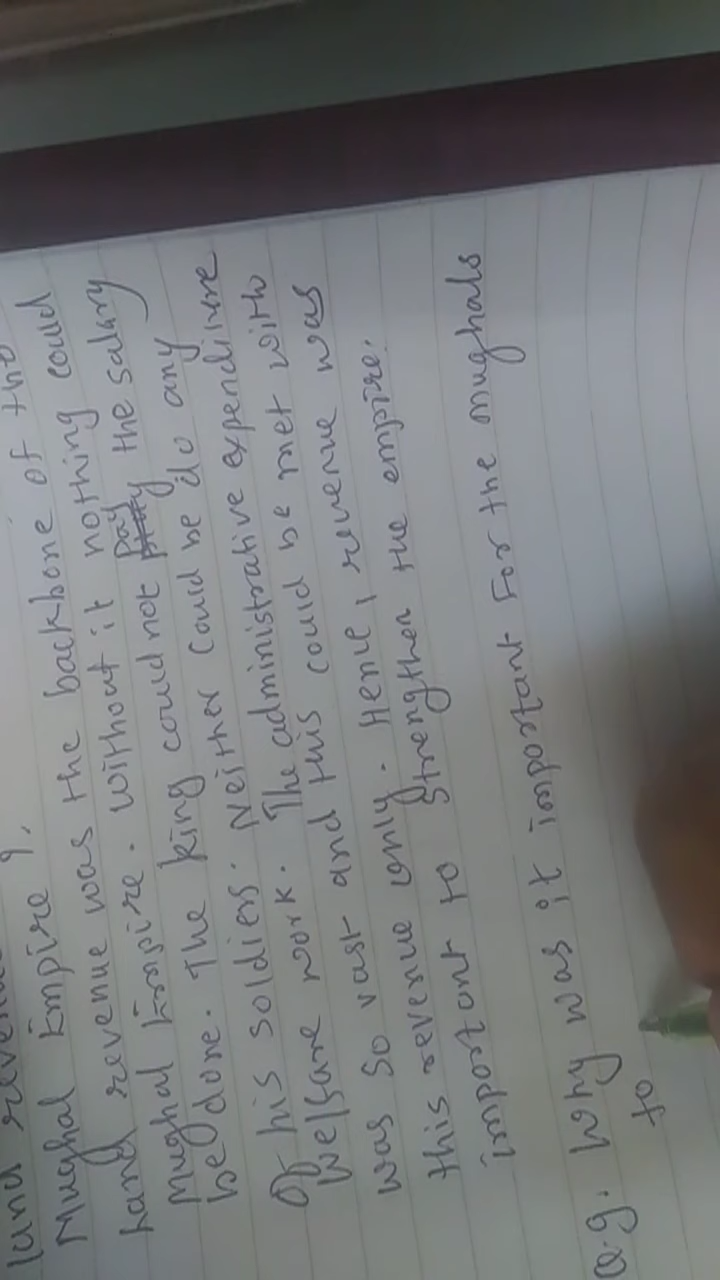 land revenue
Mughal Empire ?
Land revenue was the backbone of the
Mughal Empire. Without it nothing could
be done. The king could not pay the salary
Of his soldiers. Neither could be do any
Welfare work. The administrative expenditure
was so vast and this could be met with
this revenue only. Hence, revenue was
important to strengthen the empire.
Q.9. Why was it important For the mughals
to